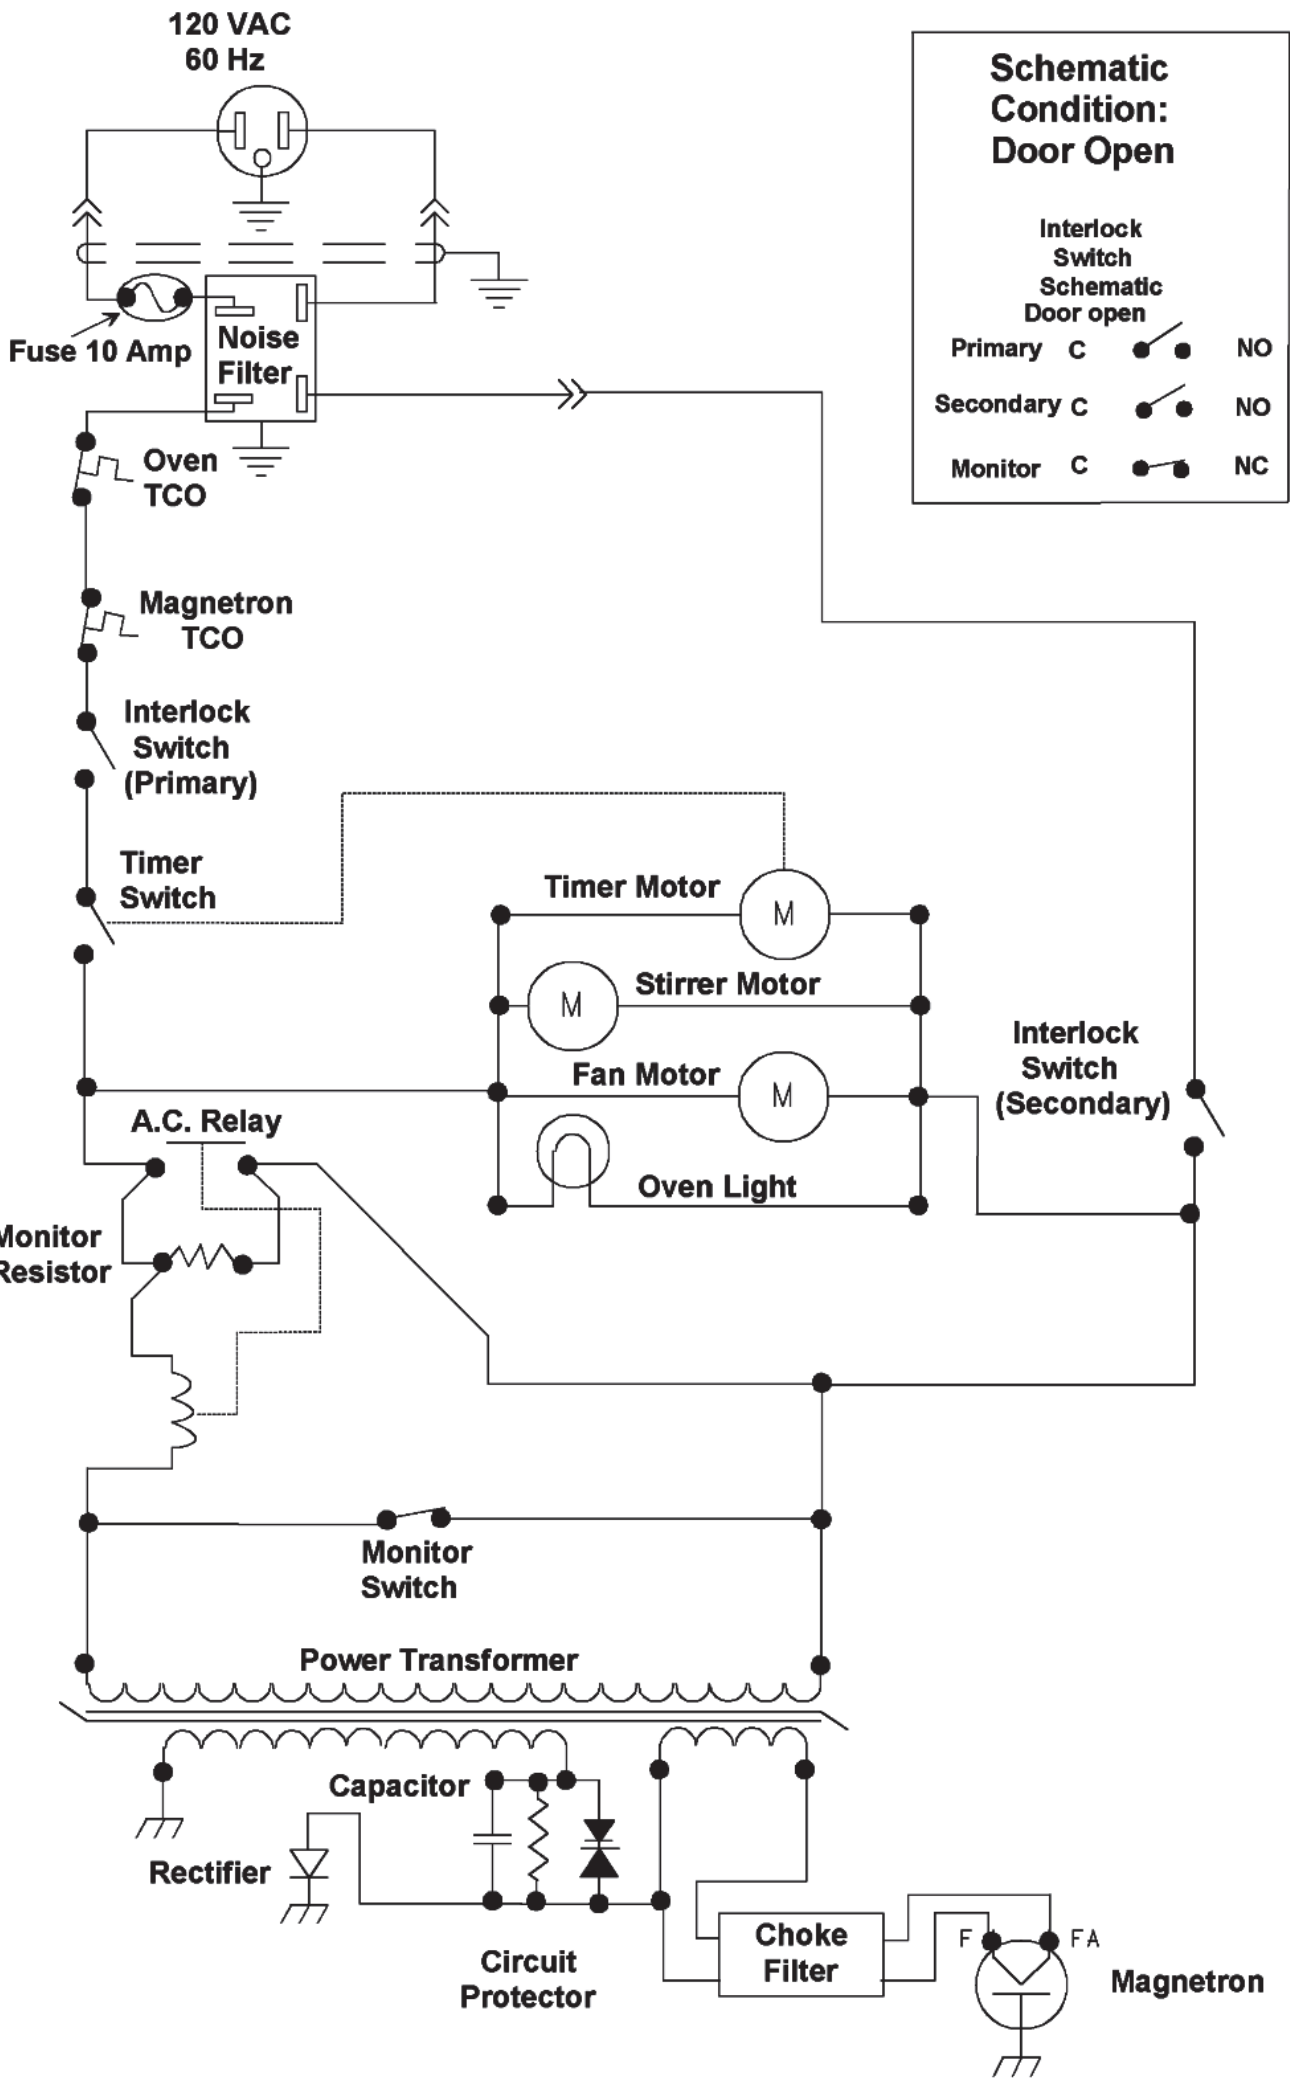 120 VAC
60 Hz
Schematic
Condition:
Door Open
Interlock
Switch
Schematic
Door open
Primary C NO
Secondary C NO
Monitor C NC
Fuse 10 Amp
Noise
Filter
Oven
TCO
Magnetron
TCO
Interlock
Switch
(Primary)
Timer
Switch
Timer Motor
M
Stirrer Motor
M
Fan Motor
M
Oven Light
Interlock
Switch
(Secondary)
A.C. Relay
Monitor
Resistor
Monitor
Switch
Power Transformer
Capacitor
Rectifier
Circuit
Protector
Choke
Filter
F
FA
Magnetron